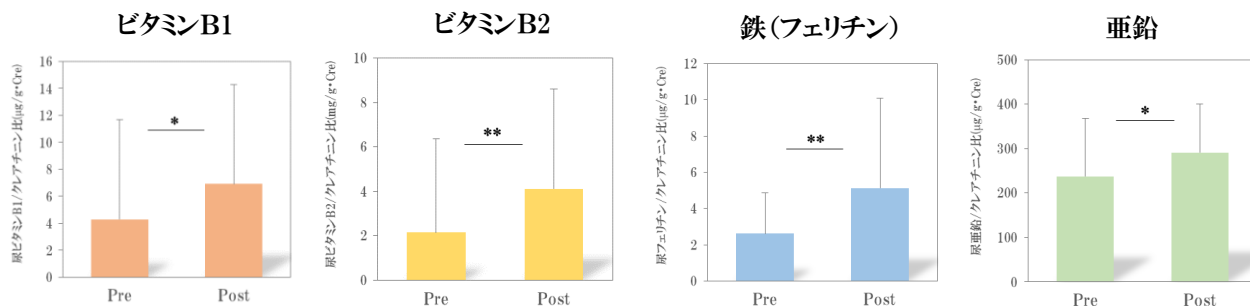 ビタミンB1
尿ビタミンB1/クレアチニン比(μg/g・Cre)
16
14
12
10
8
6
4
2
0
*
Pre
Post
ビタミンB2
尿ビタミンB2/クレアチニン比(mg/g・Cre)
10
8
6
4
2
0
**
Pre
Post
鉄(フェリチン)
尿フェリチン/クレアチニン比(μg/g・Cre)
12
10
8
6
4
2
0
**
Pre
Post
亜鉛
尿亜鉛/クレアチニン比(μg/g・Cre)
500
400
300
200
100
0
*
Pre
Post